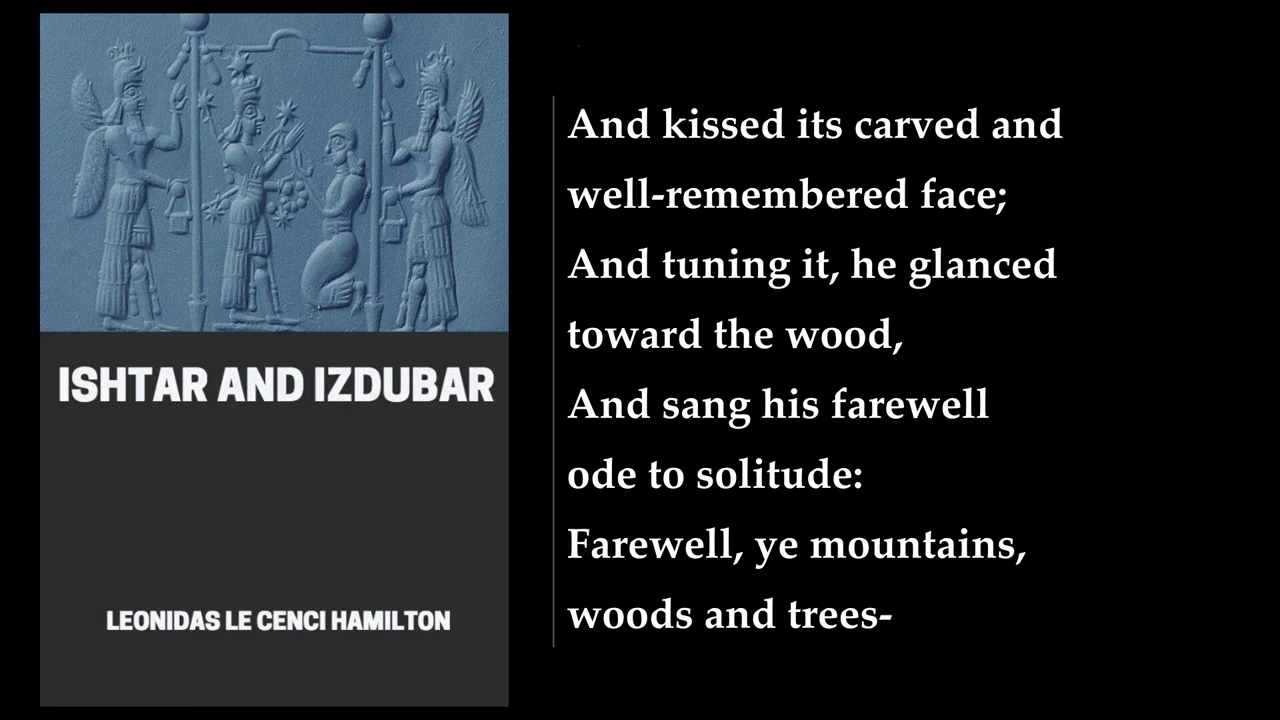 ISHTAR AND IZDUBAR
LEONIDAS LE CENCI HAMILTON
And kissed its carved and
well-remembered face;
And tuning it, he glanced
toward the wood,
And sang his farewell
ode to solitude:
Farewell, ye mountains,
woods and trees-